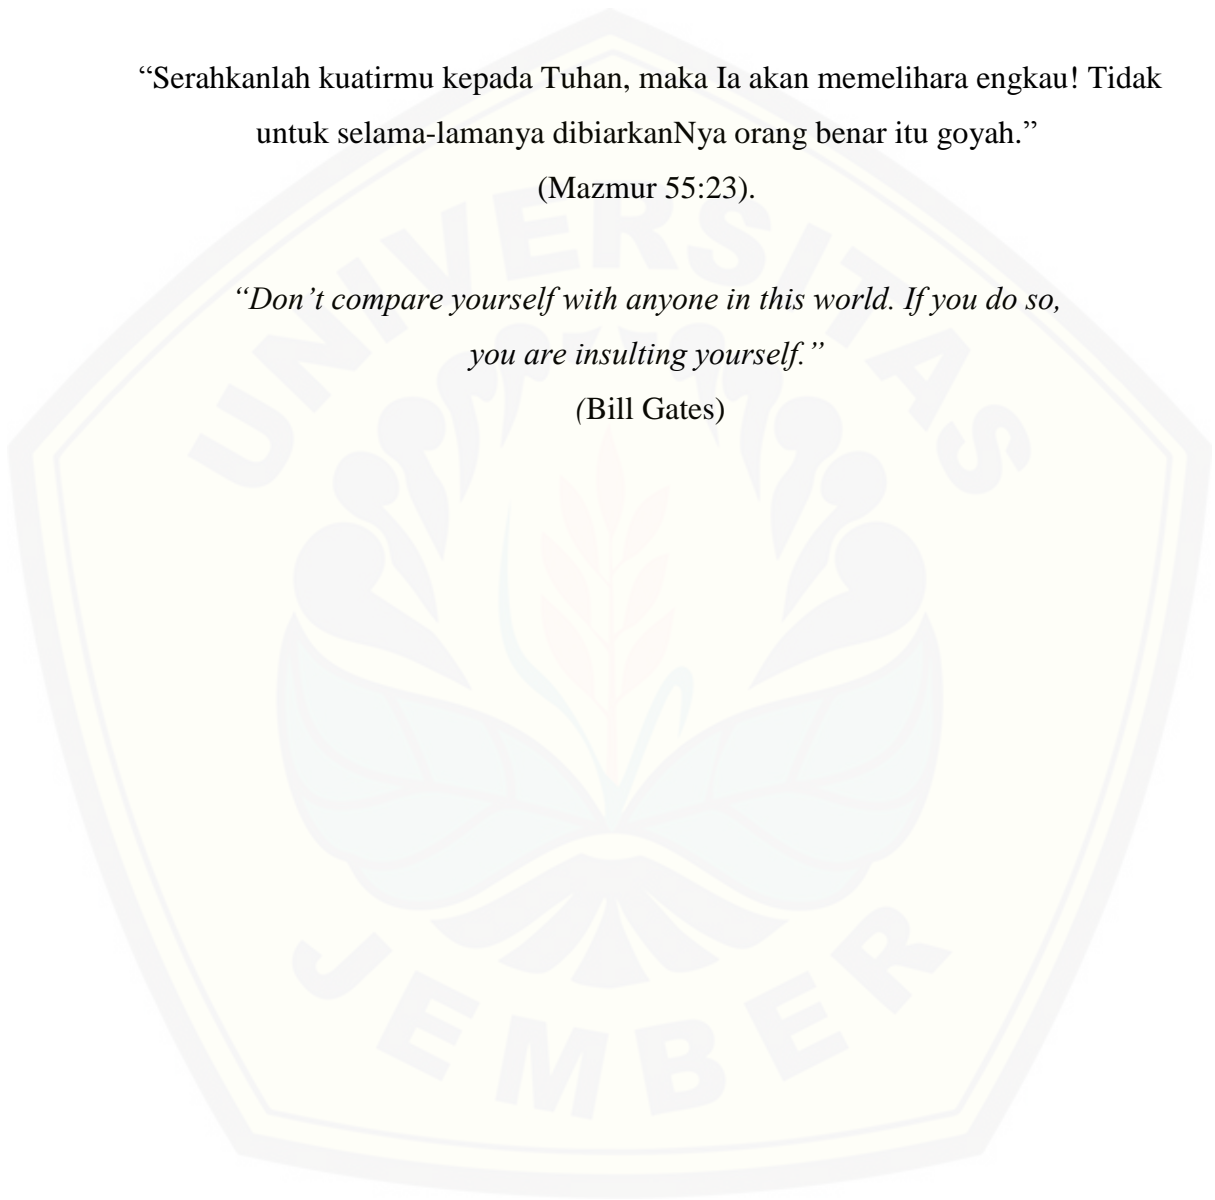 “Serahkanlah kuatirmu kepada Tuhan, maka Ia akan memelihara engkau! Tidak
untuk selama-lamanya dibiarkanNya orang benar itu goyah.”
(Mazmur 55:23).
“Don’t compare yourself with anyone in this world. If you do so,
you are insulting yourself.”
(Bill Gates)
UNIVERSITAS
JEMBER